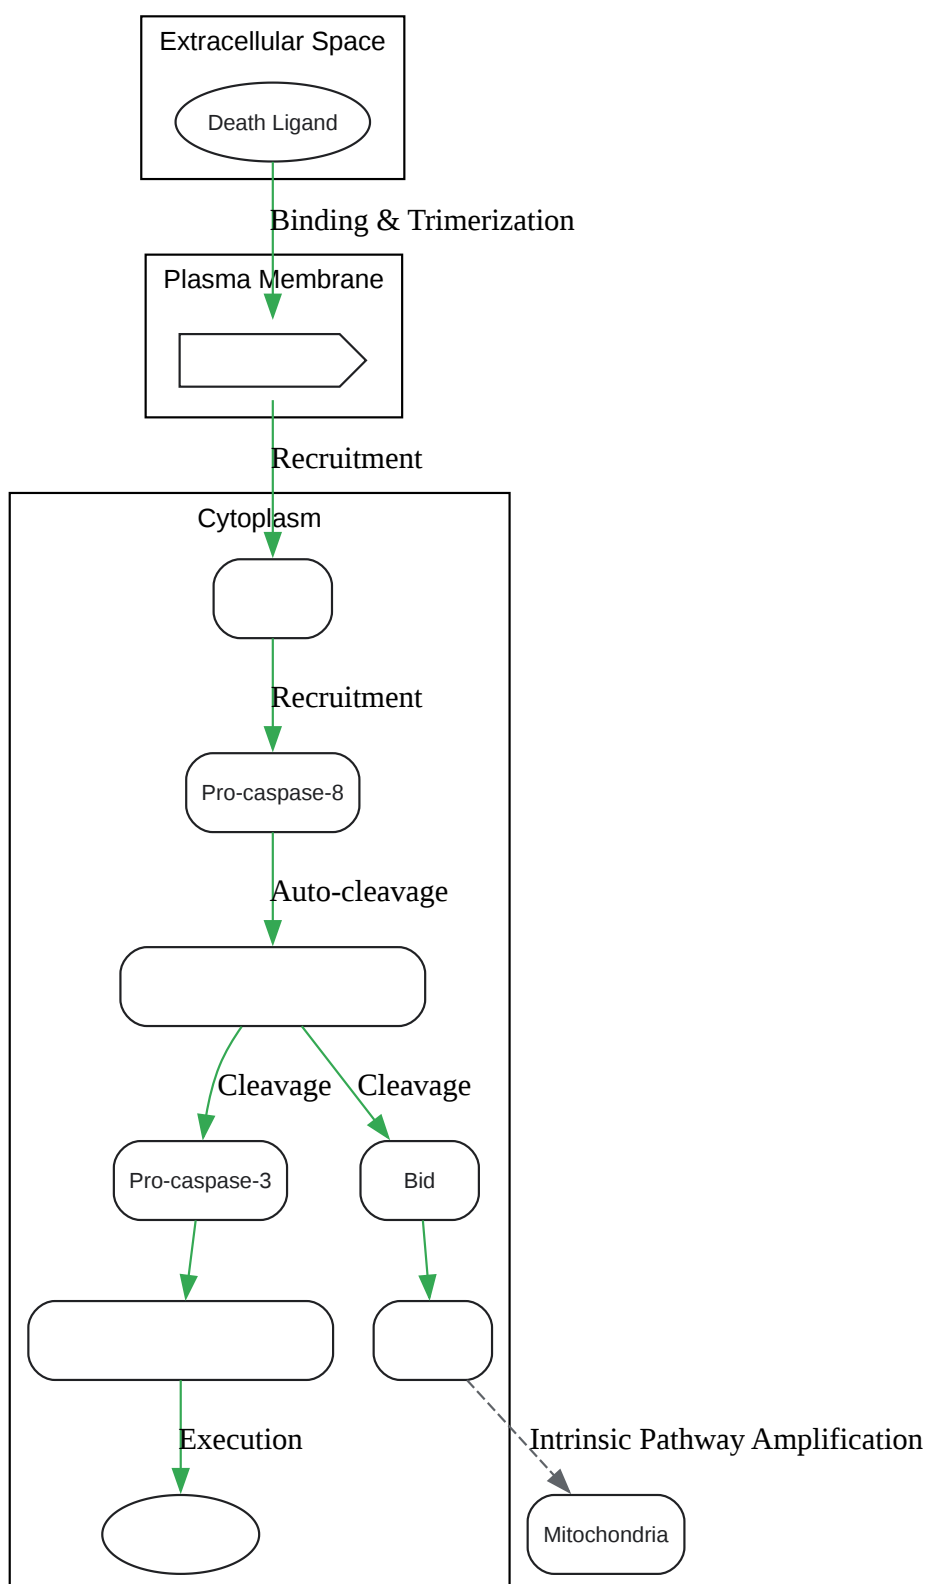 Extracellular Space
Death Ligand
Binding & Trimerization
Plasma Membrane
Recruitment
Cytoplasm
Recruitment
Pro-caspase-8
Auto-cleavage
Cleavage
Cleavage
Pro-caspase-3
Bid
Execution
Intrinsic Pathway Amplification
Mitochondria